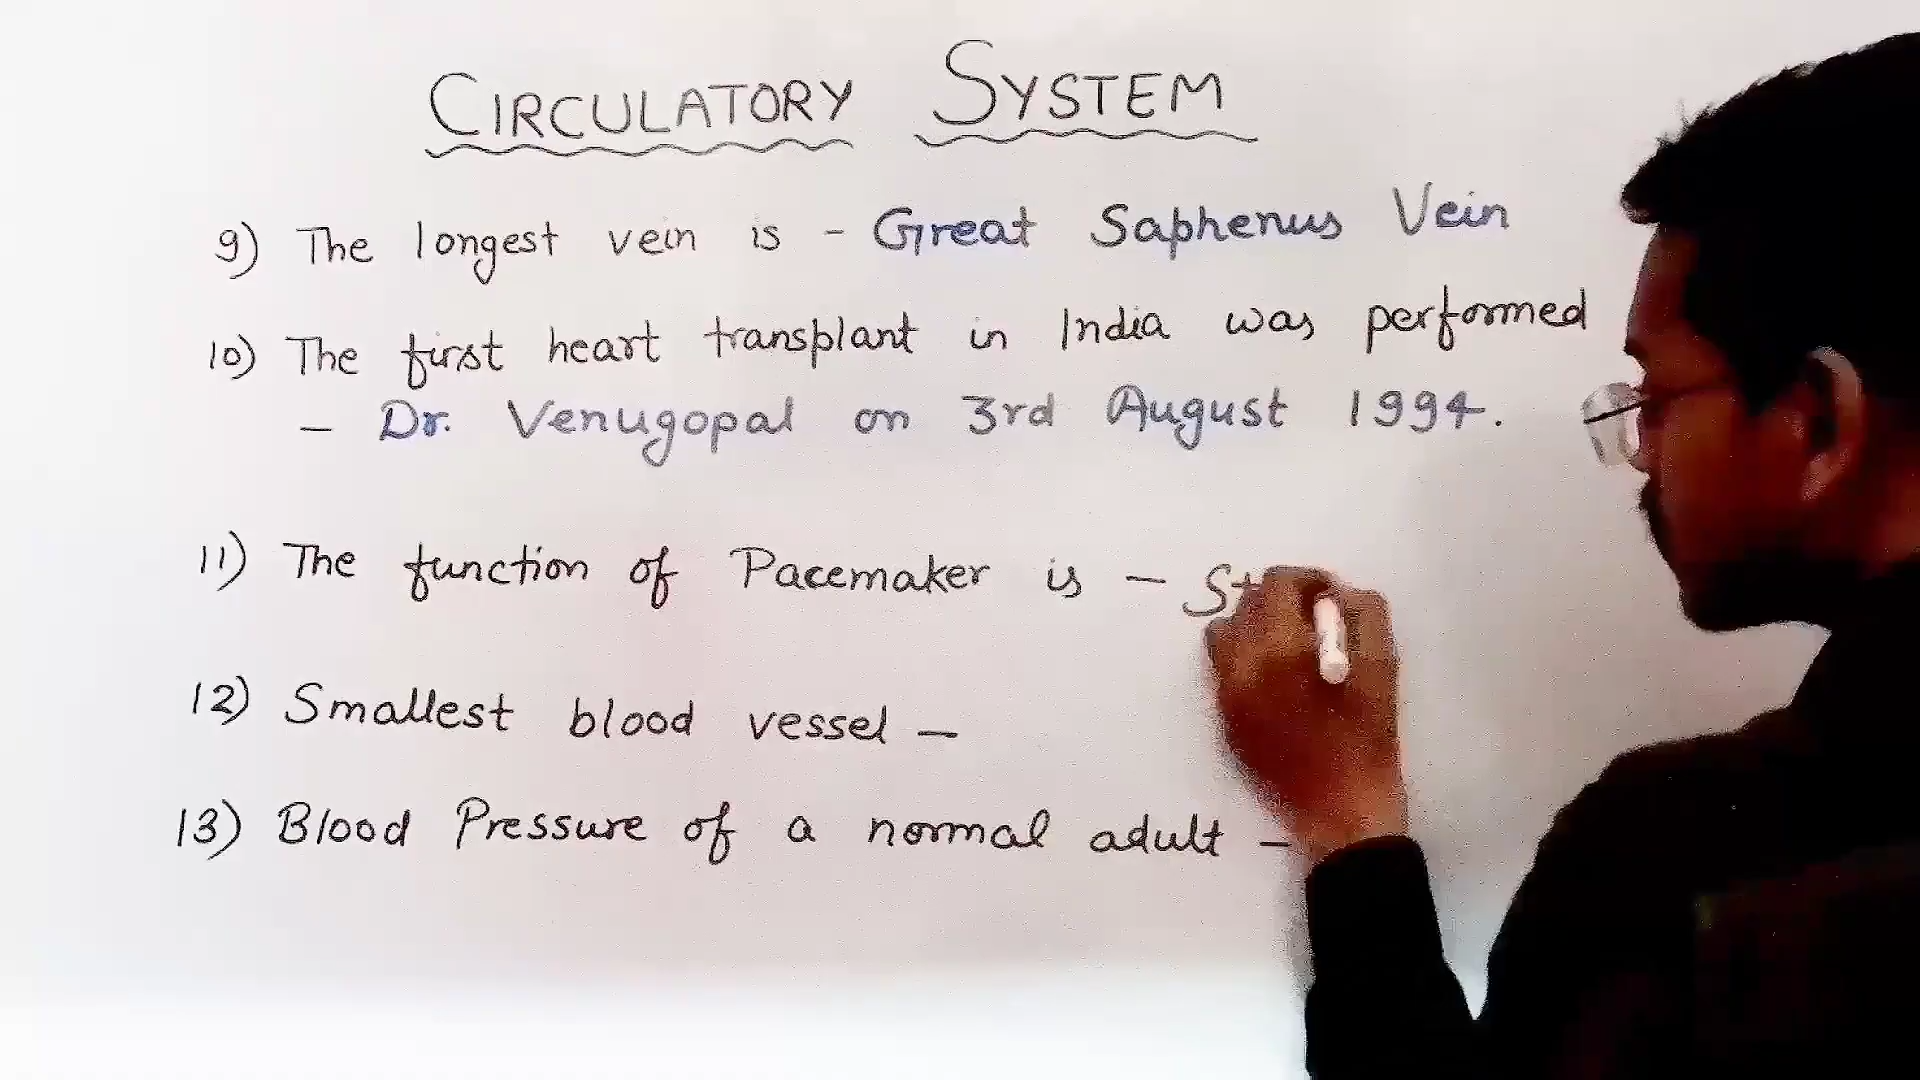 CIRCULATORY SYSTEM
9) The longest vein is - Great Saphenus Vein
10) The first heart transplant in India was performed
- Dr. Venugopal on 3rd August 1994.
11) The function of Pacemaker is - St
12) Smallest blood vessel -
13) Blood Pressure of a normal adult -